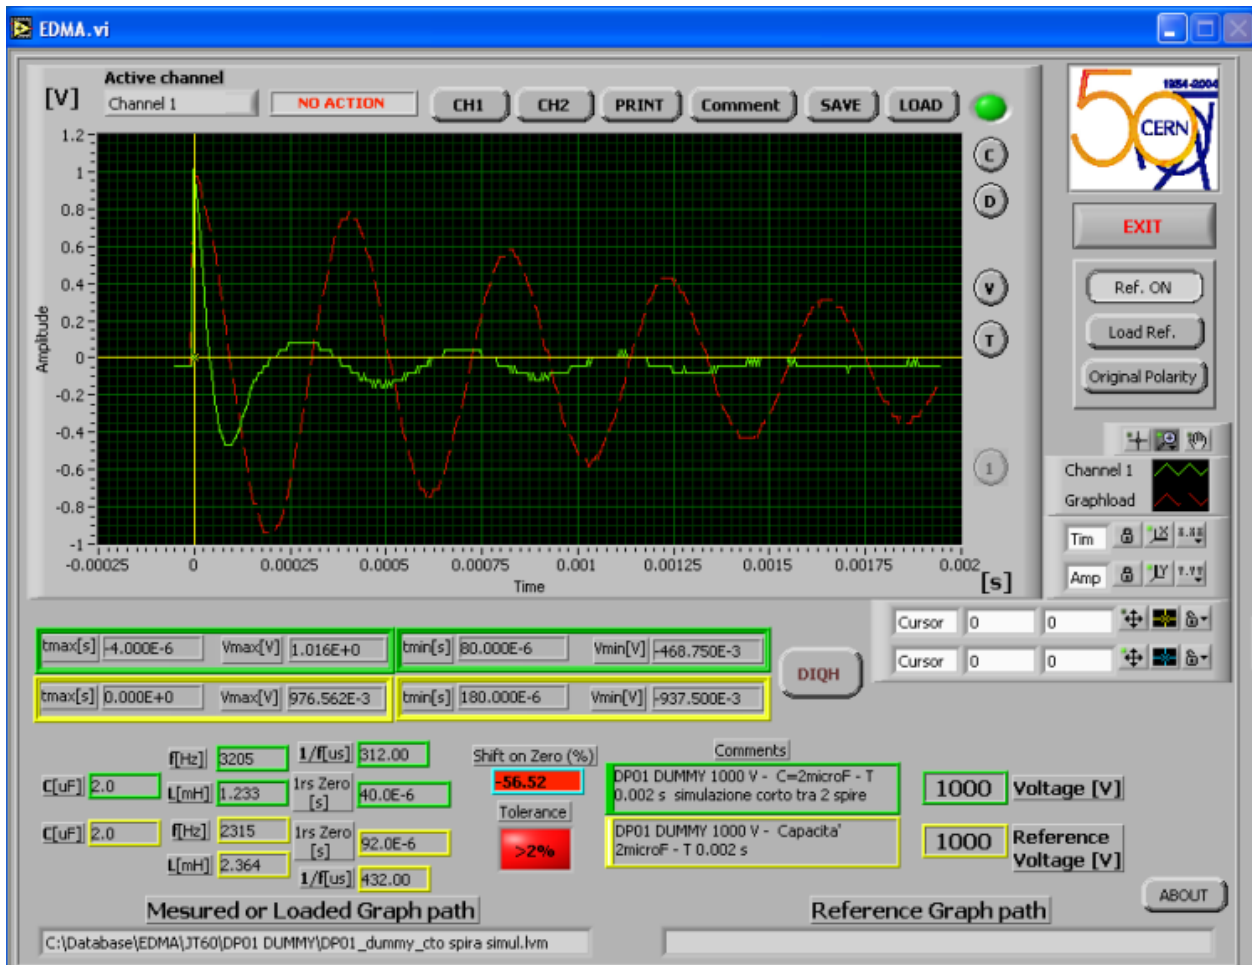 EDMA.vi
Active channel
[V]
Channel 1
NO ACTION
CH1
CH2
PRINT
Comment
SAVE
LOAD
1954-2004
50
CERN
C
D
V
T
1
EXIT
Ref. ON
Load Ref.
Original Polarity
Amplitude
1.2
1
0.8
0.6
0.4
0.2
0
-0.2
-0.4
-0.6
-0.8
-1
-0.00025 0 0.00025 0.0005 0.00075 0.001 0.00125 0.0015 0.00175 0.002
Time
[s]
Channel 1
Graphload
Tim
Amp
Cursor 0 0
Cursor 0 0
tmax[s] -4.000E-6 Vmax[V] 1.016E+0 tmin[s] 80.000E-6 Vmin[V] -468.750E-3
tmax[s] 0.000E+0 Vmax[V] 976.562E-3 tmin[s] 180.000E-6 Vmin[V] -937.500E-3
DIQH
C[uF] 2.0
f[Hz] 3205
1/f[us] 312.00
L[mH] 1.233
1rs Zero
[s]
40.0E-6
C[uF] 2.0
f[Hz] 2315
1rs Zero
[s]
92.0E-6
L[mH] 2.364
1/f[us] 432.00
Shift on Zero (%)
-56.52
Tolerance
>2%
Comments
DP01 DUMMY 1000 V - C=2microF - T
0.002 s simulazione corto tra 2 spire
DP01 DUMMY 1000 V - Capacita'
2microF - T 0.002 s
1000 Voltage [V]
1000 Reference
Voltage [V]
ABOUT
Mesured or Loaded Graph path
C:\Database\EDMA\JT60\DP01 DUMMY\DP01_dummy_cto spira simul.lvm
Reference Graph path